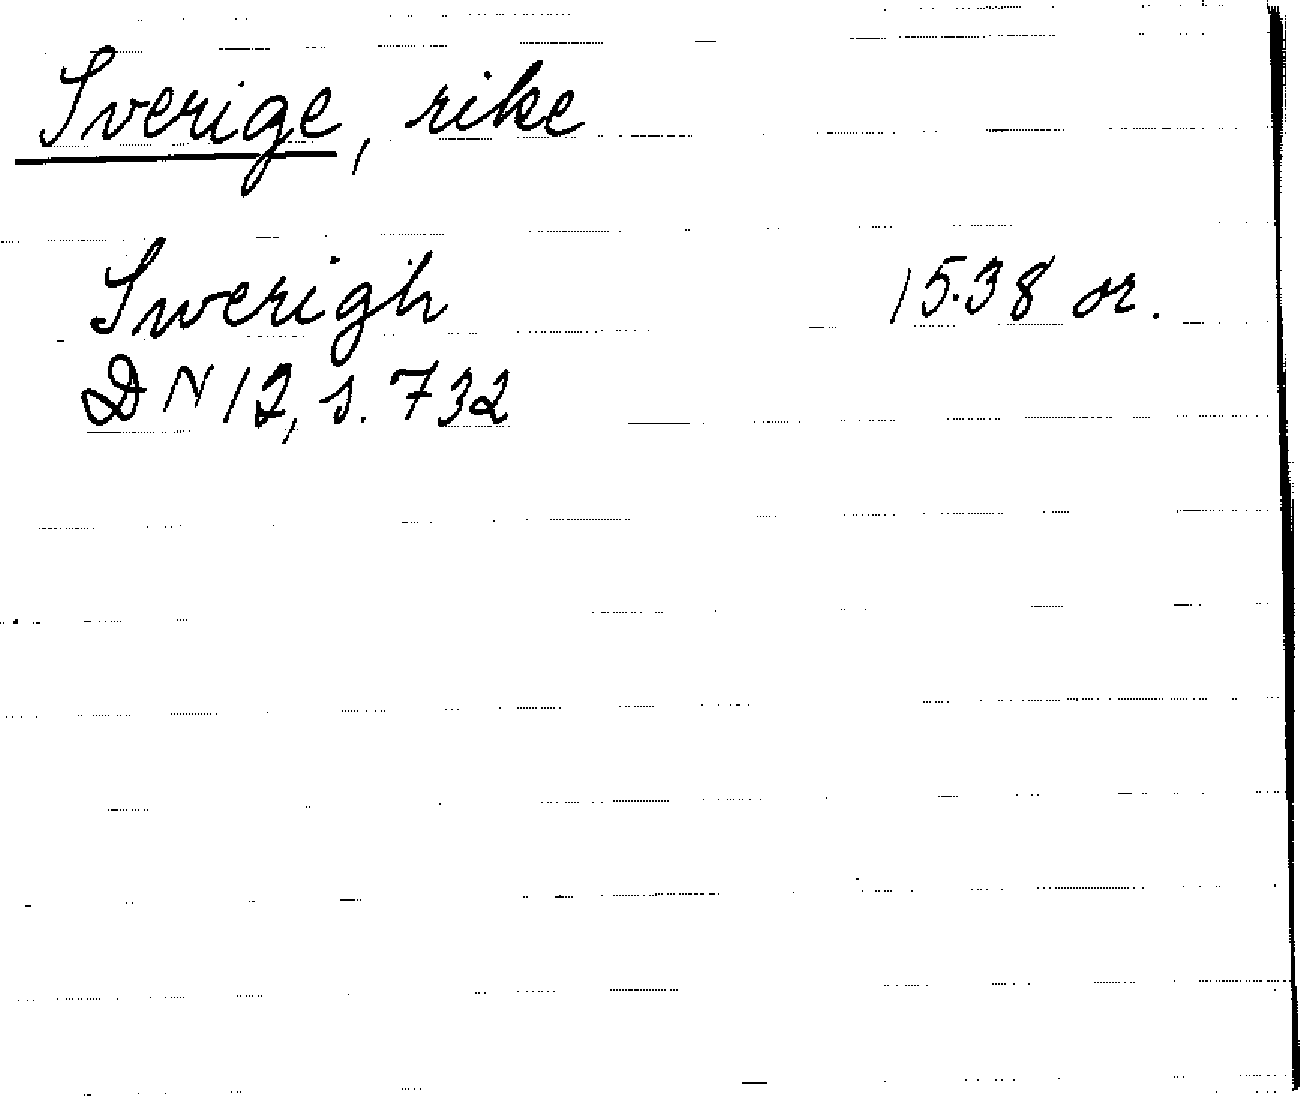 Sverige, rike
Swerigh 1538 or.
DN 12, s. 732